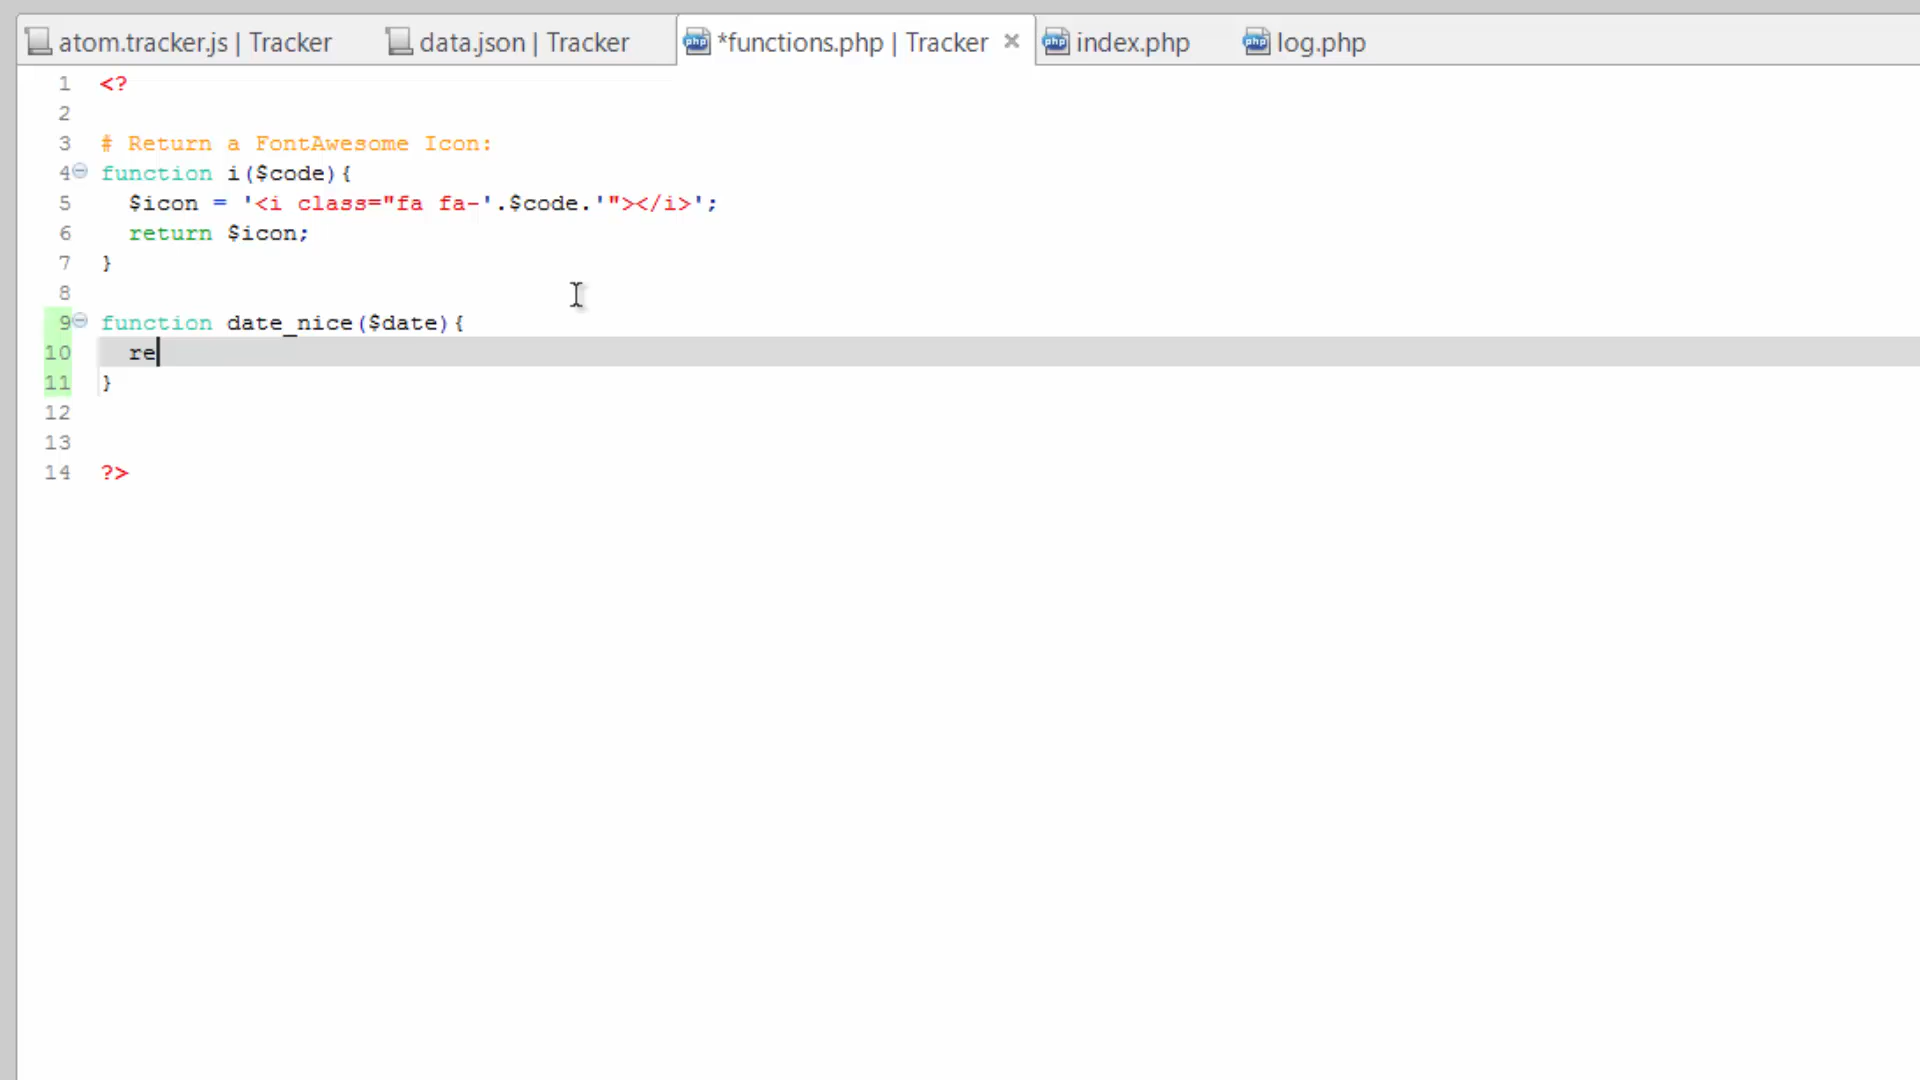 atom.tracker.js | Tracker data.json | Tracker *functions.php | Tracker index.php log.php
1 <?
2
3 # Return a FontAwesome Icon:
4 function i($code){
5 $icon = '<i class="fa fa-'.$code.'"></i>';
6 return $icon;
7 }
8
9 function date_nice($date){
10 re
11 }
12
13
14 ?>